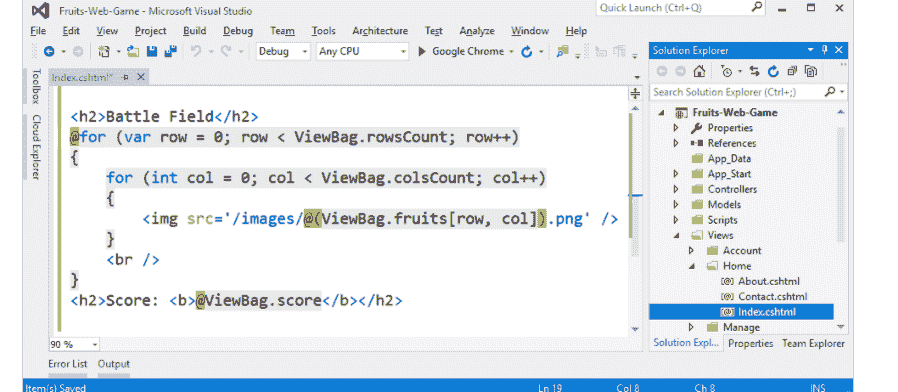 Fruits-Web-Game - Microsoft Visual Studio
Quick Launch (Ctrl+Q)
File Edit View Project Build Debug Team Tools Architecture Test Analyze Window Help
Debug Any CPU Google Chrome
Toolbox
Cloud Explorer
Index.cshtml*
<h2>Battle Field</h2>
@for (var row = 0; row < ViewBag.rowsCount; row++)
{
for (int col = 0; col < ViewBag.colsCount; col++)
{
<img src='/images/@(ViewBag.fruits[row, col]).png' />
}
<br />
}
<h2>Score: <b>@ViewBag.score</b></h2>
90 %
Error List Output
Solution Explorer
Search Solution Explorer (Ctrl+;)
Fruits-Web-Game
Properties
References
App_Data
App_Start
Controllers
Models
Scripts
Views
Account
Home
About.cshtml
Contact.cshtml
Index.cshtml
Manage
Solution Expl... Properties Team Explorer
Item(s) Saved Ln 19 Col 8 Ch 8 INS